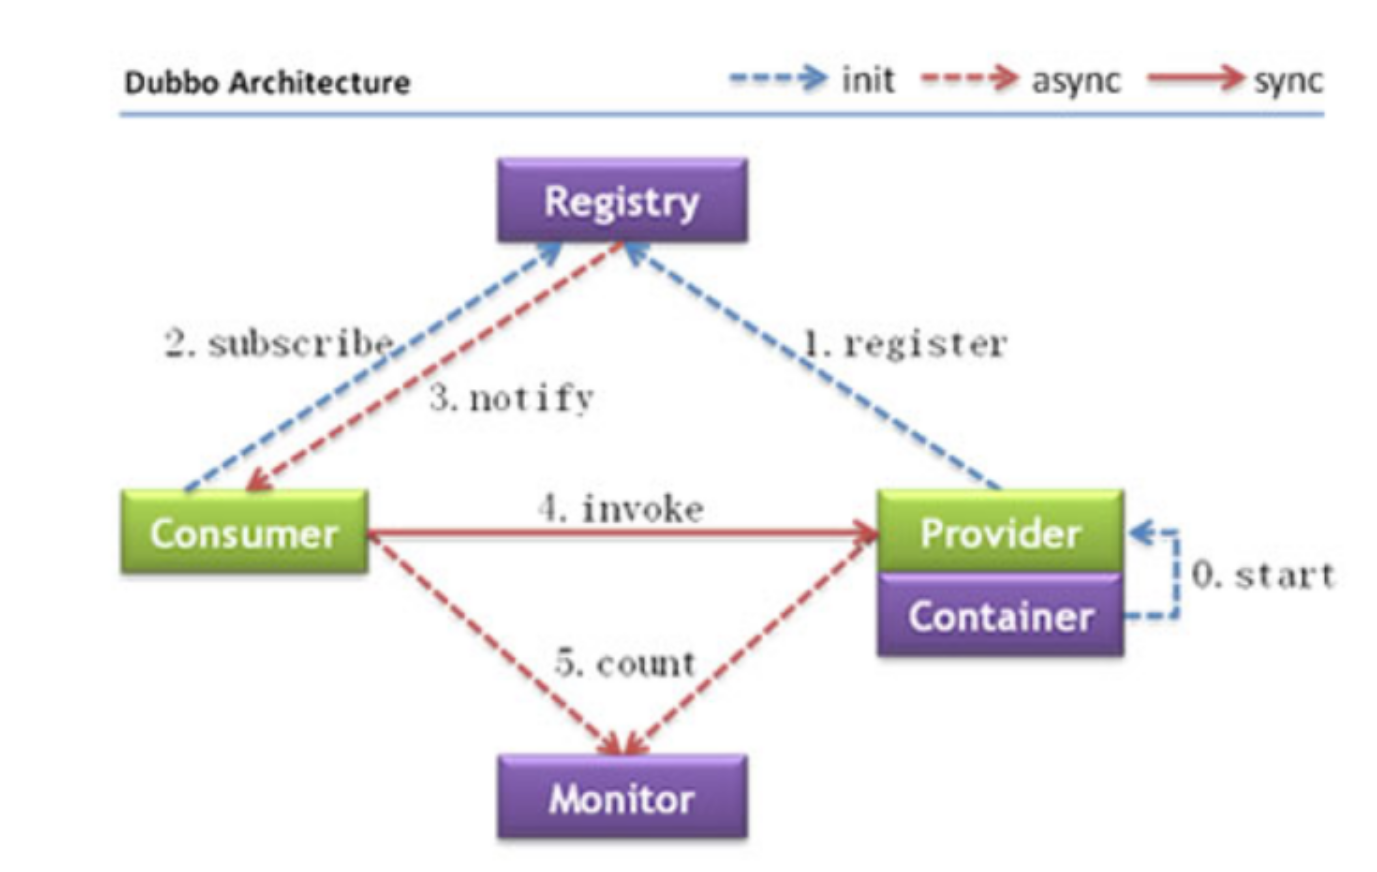 Dubbo Architecture
init
async
sync
Registry
2. subscribe
1. register
3. notify
4. invoke
Consumer
Provider
0. start
Container
5. count
Monitor